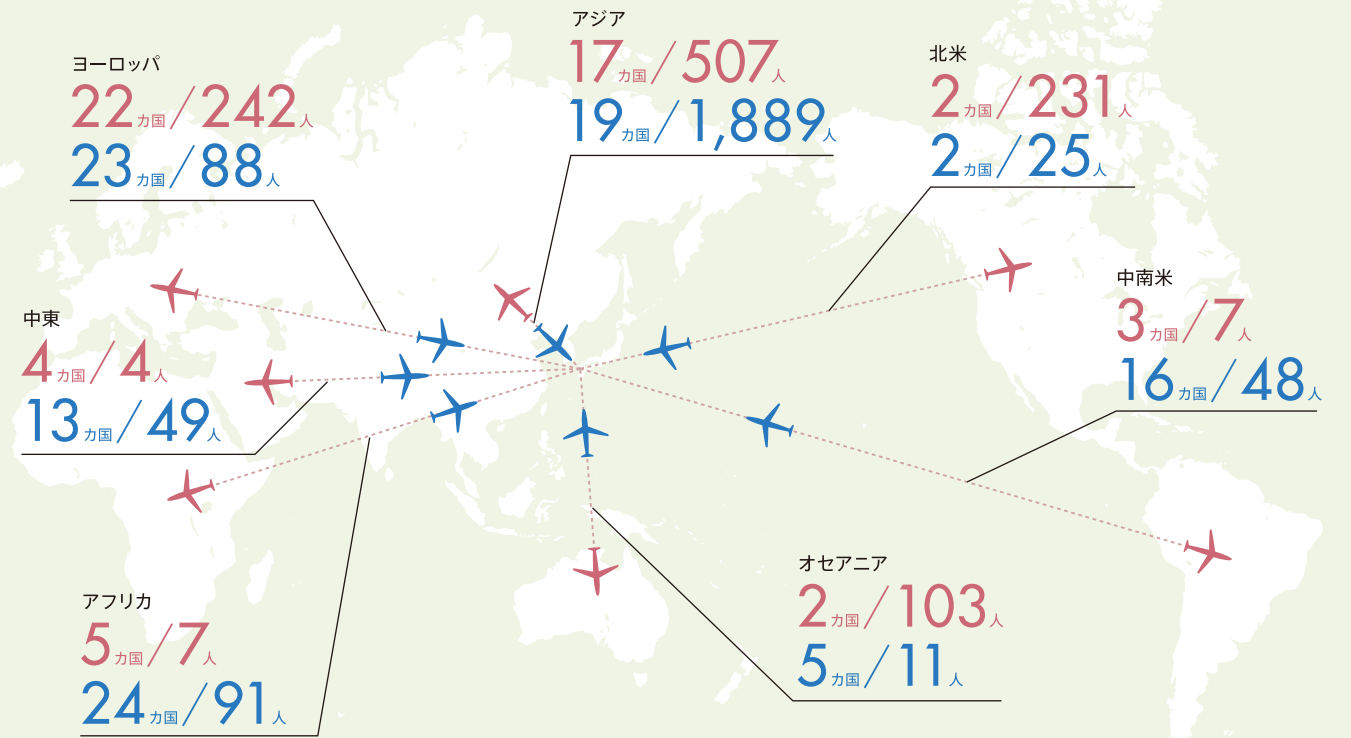 アジア
17カ国/507人
19カ国/1,889人
ヨーロッパ
22カ国/242人
23カ国/88人
北米
2カ国/231人
2カ国/25人
中東
4カ国/4人
13カ国/49人
中南米
3カ国/7人
16カ国/48人
アフリカ
5カ国/7人
24カ国/91人
オセアニア
2カ国/103人
5カ国/11人